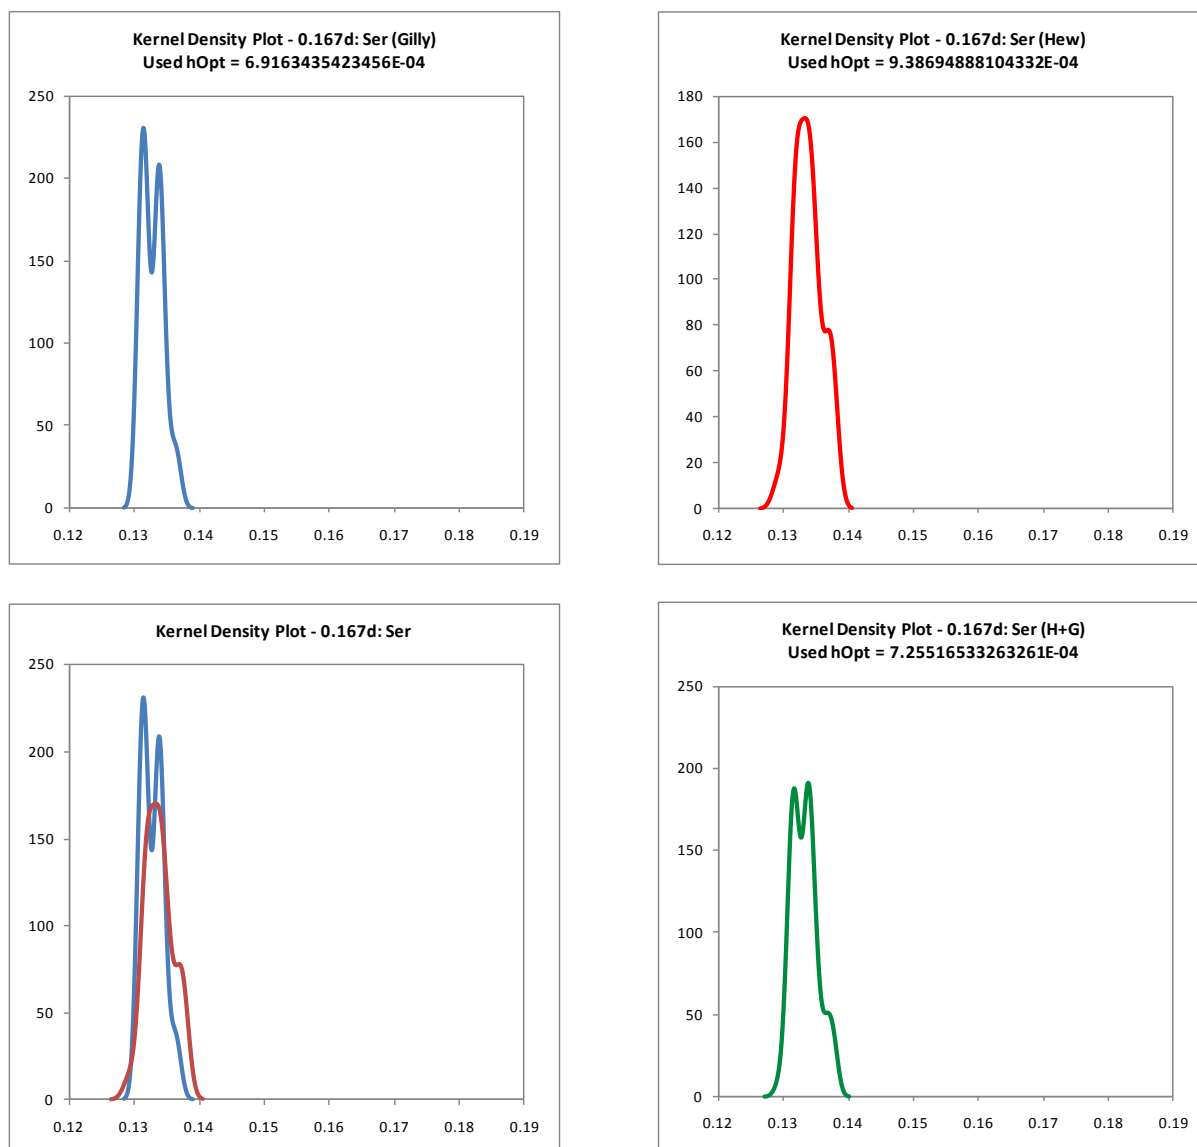 Kernel Density Plot - 0.167d: Ser (Gilly)
Used hOpt = 6.9163435423456E-04
250
200
150
100
50
0
0.12 0.13 0.14 0.15 0.16 0.17 0.18 0.19
Kernel Density Plot - 0.167d: Ser (Hew)
Used hOpt = 9.38694888104332E-04
180
160
140
120
100
80
60
40
20
0
0.12 0.13 0.14 0.15 0.16 0.17 0.18 0.19
Kernel Density Plot - 0.167d: Ser
250
200
150
100
50
0
0.12 0.13 0.14 0.15 0.16 0.17 0.18 0.19
Kernel Density Plot - 0.167d: Ser (H+G)
Used hOpt = 7.25516533263261E-04
250
200
150
100
50
0
0.12 0.13 0.14 0.15 0.16 0.17 0.18 0.19